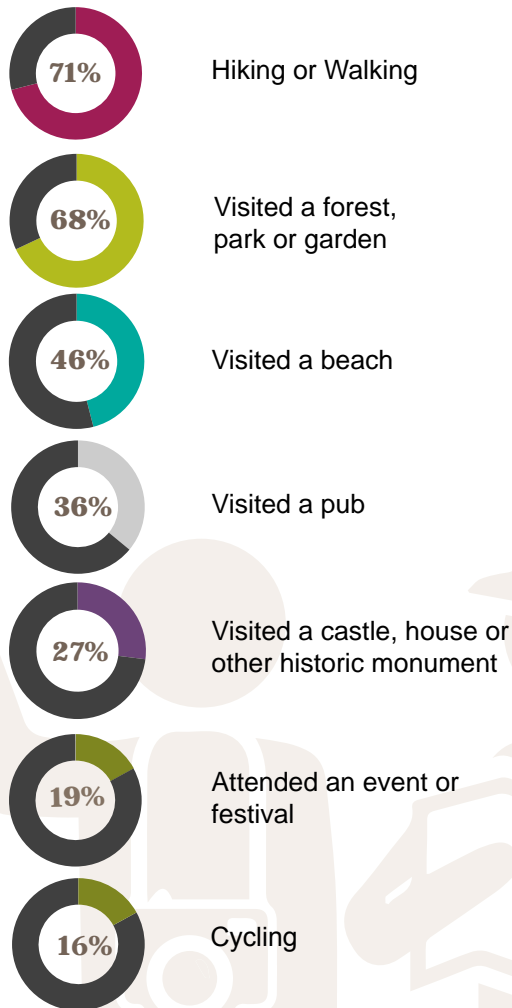 71%
Hiking or Walking
68%
Visited a forest,
park or garden
46%
Visited a beach
36%
Visited a pub
27%
Visited a castle, house or
other historic monument
19%
Attended an event or
festival
16%
Cycling